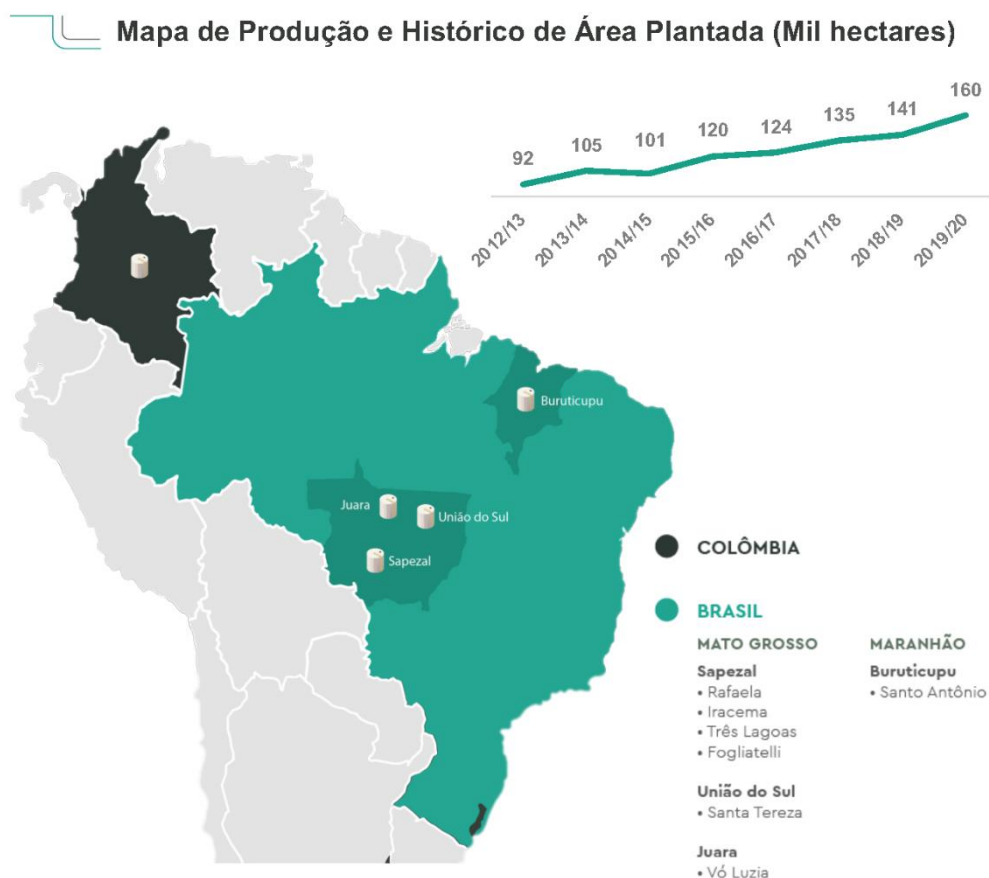 Mapa de Produção e Histórico de Área Plantada (Mil hectares)
92
105
101
120
124
135
141
160
2012/13
2013/14
2014/15
2015/16
2016/17
2017/18
2018/19
2019/20
Buruticupu
Juara
União do Sul
Sapezal
COLÔMBIA
BRASIL
MATO GROSSO
Sapezal
• Rafaela
• Iracema
• Três Lagoas
• Fogliatelli
União do Sul
• Santa Tereza
Juara
• Vó Luzia
MARANHÃO
Buruticupu
• Santo Antônio